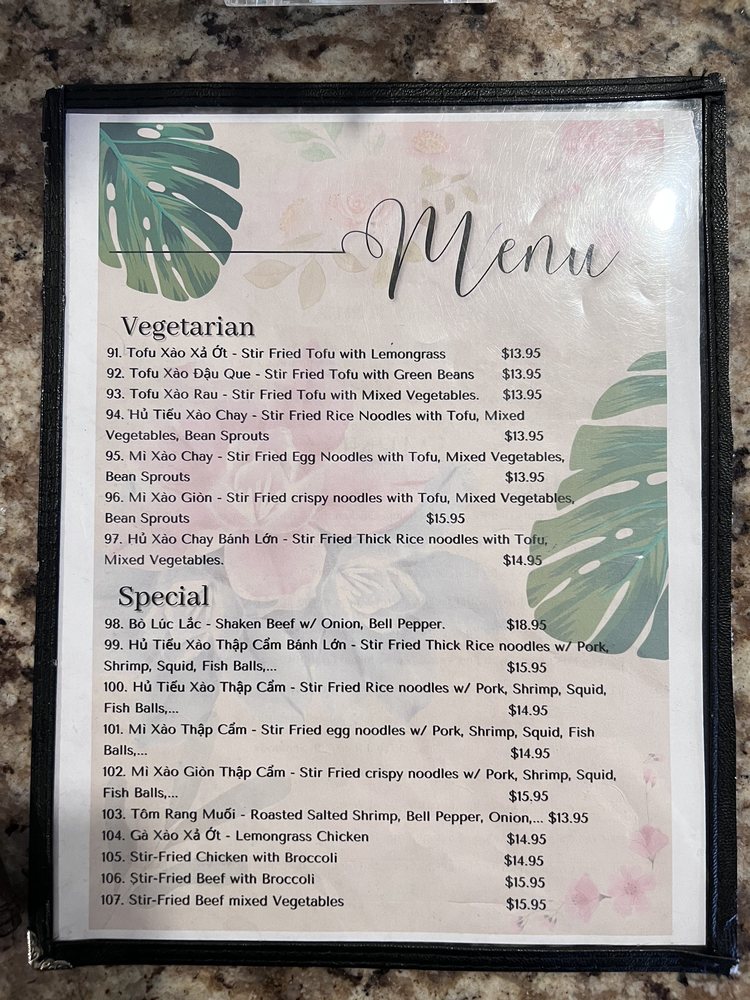 Menu
Vegetarian
91. Tofu Xào Xả Ớt - Stir Fried Tofu with Lemongrass $13.95
92. Tofu Xào Đậu Que - Stir Fried Tofu with Green Beans $13.95
93. Tofu Xào Rau - Stir Fried Tofu with Mixed Vegetables. $13.95
94. Hủ Tiếu Xào Chay - Stir Fried Rice Noodles with Tofu, Mixed
Vegetables, Bean Sprouts $13.95
95. Mì Xào Chay - Stir Fried Egg Noodles with Tofu, Mixed Vegetables,
Bean Sprouts $13.95
96. Mì Xào Giòn - Stir Fried crispy noodles with Tofu, Mixed Vegetables,
Bean Sprouts $15.95
97. Hủ Xào Chay Bánh Lớn - Stir Fried Thick Rice noodles with Tofu,
Mixed Vegetables. $14.95
Special
98. Bò Lúc Lắc - Shaken Beef w/ Onion, Bell Pepper. $18.95
99. Hủ Tiếu Xào Thập Cẩm Bánh Lớn - Stir Fried Thick Rice noodles w/ Pork,
Shrimp, Squid, Fish Balls,... $15.95
100. Hủ Tiếu Xào Thập Cẩm - Stir Fried Rice noodles w/ Pork, Shrimp, Squid,
Fish Balls,... $14.95
101. Mì Xào Thập Cẩm - Stir Fried egg noodles w/ Pork, Shrimp, Squid, Fish
Balls,... $14.95
102. Mì Xào Giòn Thập Cẩm - Stir Fried crispy noodles w/ Pork, Shrimp, Squid,
Fish Balls,... $15.95
103. Tôm Rang Muối - Roasted Salted Shrimp, Bell Pepper, Onion,... $13.95
104. Gà Xào Xả Ớt - Lemongrass Chicken $14.95
105. Stir-Fried Chicken with Broccoli $14.95
106. Stir-Fried Beef with Broccoli $15.95
107. Stir-Fried Beef mixed Vegetables $15.95